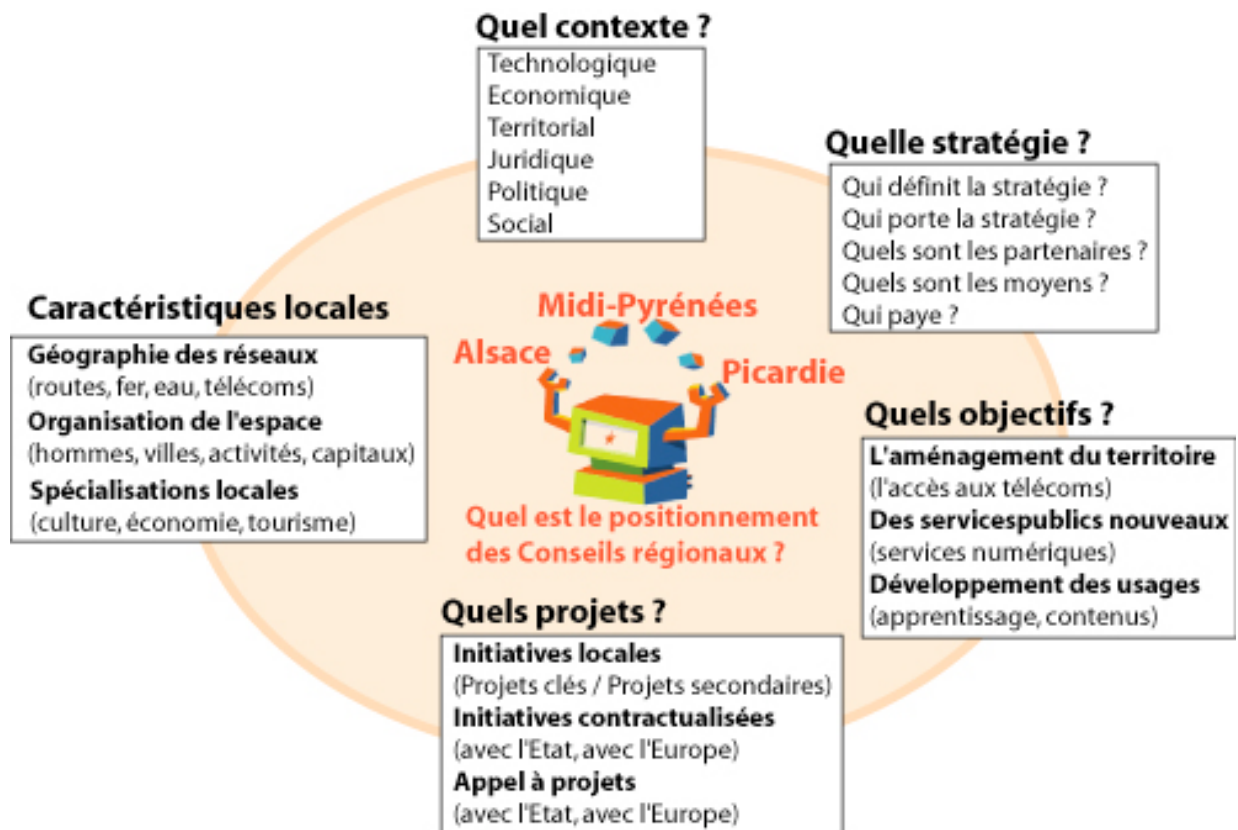 Quel contexte ?
Technologique
Economique
Territorial
Juridique
Politique
Social
Quelle stratégie ?
Qui définit la stratégie ?
Qui porte la stratégie ?
Quels sont les partenaires ?
Quels sont les moyens ?
Qui paye ?
Caractéristiques locales
Géographie des réseaux
(routes, fer, eau, télécoms)
Organisation de l'espace
(hommes, villes, activités, capitaux)
Spécialisations locales
(culture, économie, tourisme)
Midi-Pyrénées
Alsace
Picardie
Quel est le positionnement
des Conseils régionaux ?
Quels objectifs ?
L'aménagement du territoire
(l'accès aux télécoms)
Des servicespublics nouveaux
(services numériques)
Développement des usages
(apprentissage, contenus)
Quels projets ?
Initiatives locales
(Projets clés / Projets secondaires)
Initiatives contractualisées
(avec l'Etat, avec l'Europe)
Appel à projets
(avec l'Etat, avec l'Europe)